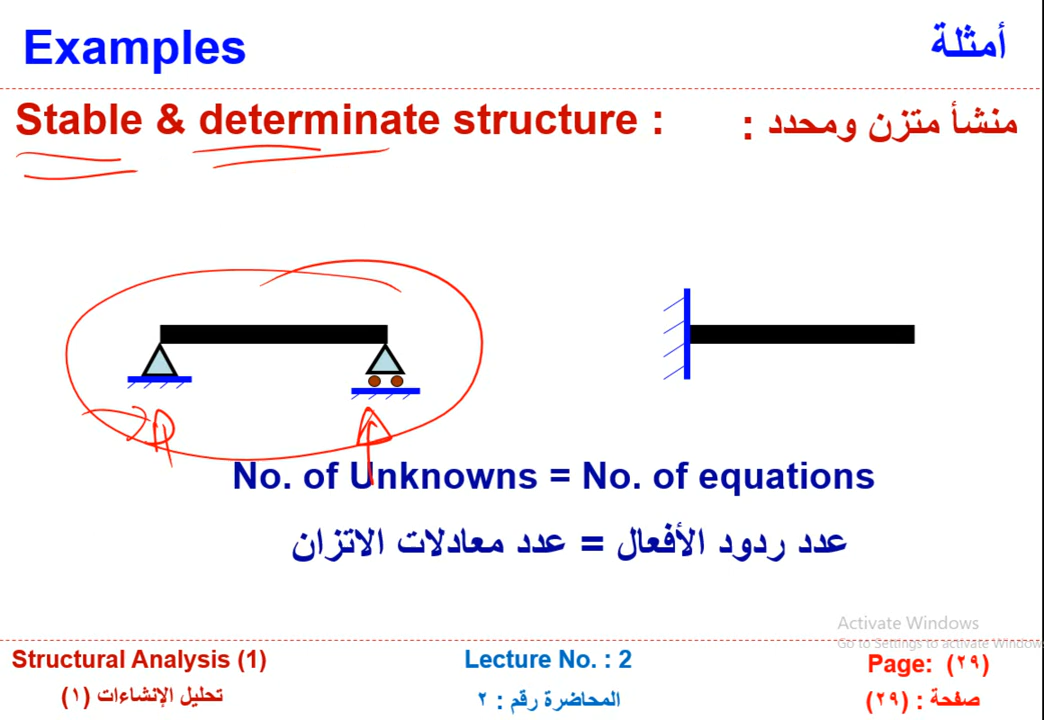 Examples
أمثلة
Stable & determinate structure :
منشأ متزن ومحدد :
No. of Unknowns = No. of equations
عدد ردود الأفعال = عدد معادلات الاتزان
Activate Windows
Go to Settings to activate Windows
Structural Analysis (1)
Lecture No. : 2
Page: (٢٩)
تحليل الإنشاءات (١)
المحاضرة رقم : ٢
صفحة : (٢٩)